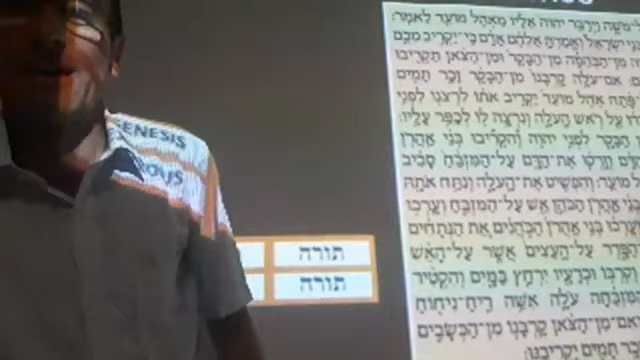 GENESIS
תורה
תורה
משה וידבר יהוה אליו מאהל מועד לאמר:
ישראל ואמרת אלהם אדם כי־יקריב מכם
מן־הבהמה מן־הבקר ומן־הצאן תקריבו
אם־עלה קרבנו מן־הבקר זכר תמים
פתח אהל מועד יקריב אתו לרצנו לפני
ידו על ראש העלה ונרצה לו לכפר עליו:
הבקר לפני יהוה והקריבו בני אהרן
וזרקו את־הדם על־המזבח סביב
מועד: והפשיט את־העלה ונתח אתה
בני אהרן הכהן אש על־המזבח וערכו
וערכו בני אהרן הכהנים את הנתחים
הפדר על־העצים אשר על־האש
וקרבו וכרעיו ירחץ במים והקטיר
המזבחה עלה אשה ריח־ניחוח
ואם־מן־הצאן קרבנו מן־הכשבים
זכר תמים יקריבנו: